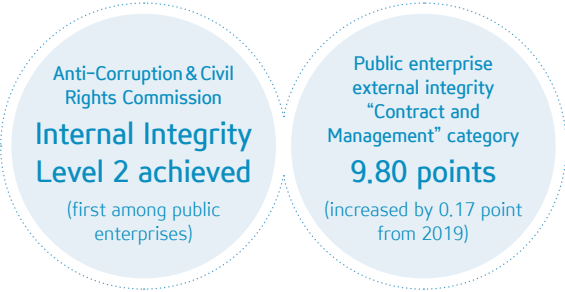 Anti-Corruption & Civil
Rights Commission
Internal Integrity
Level 2 achieved
(first among public
enterprises)
Public enterprise
external integrity
“Contract and
Management” category
9.80 points
(increased by 0.17 point
from 2019)